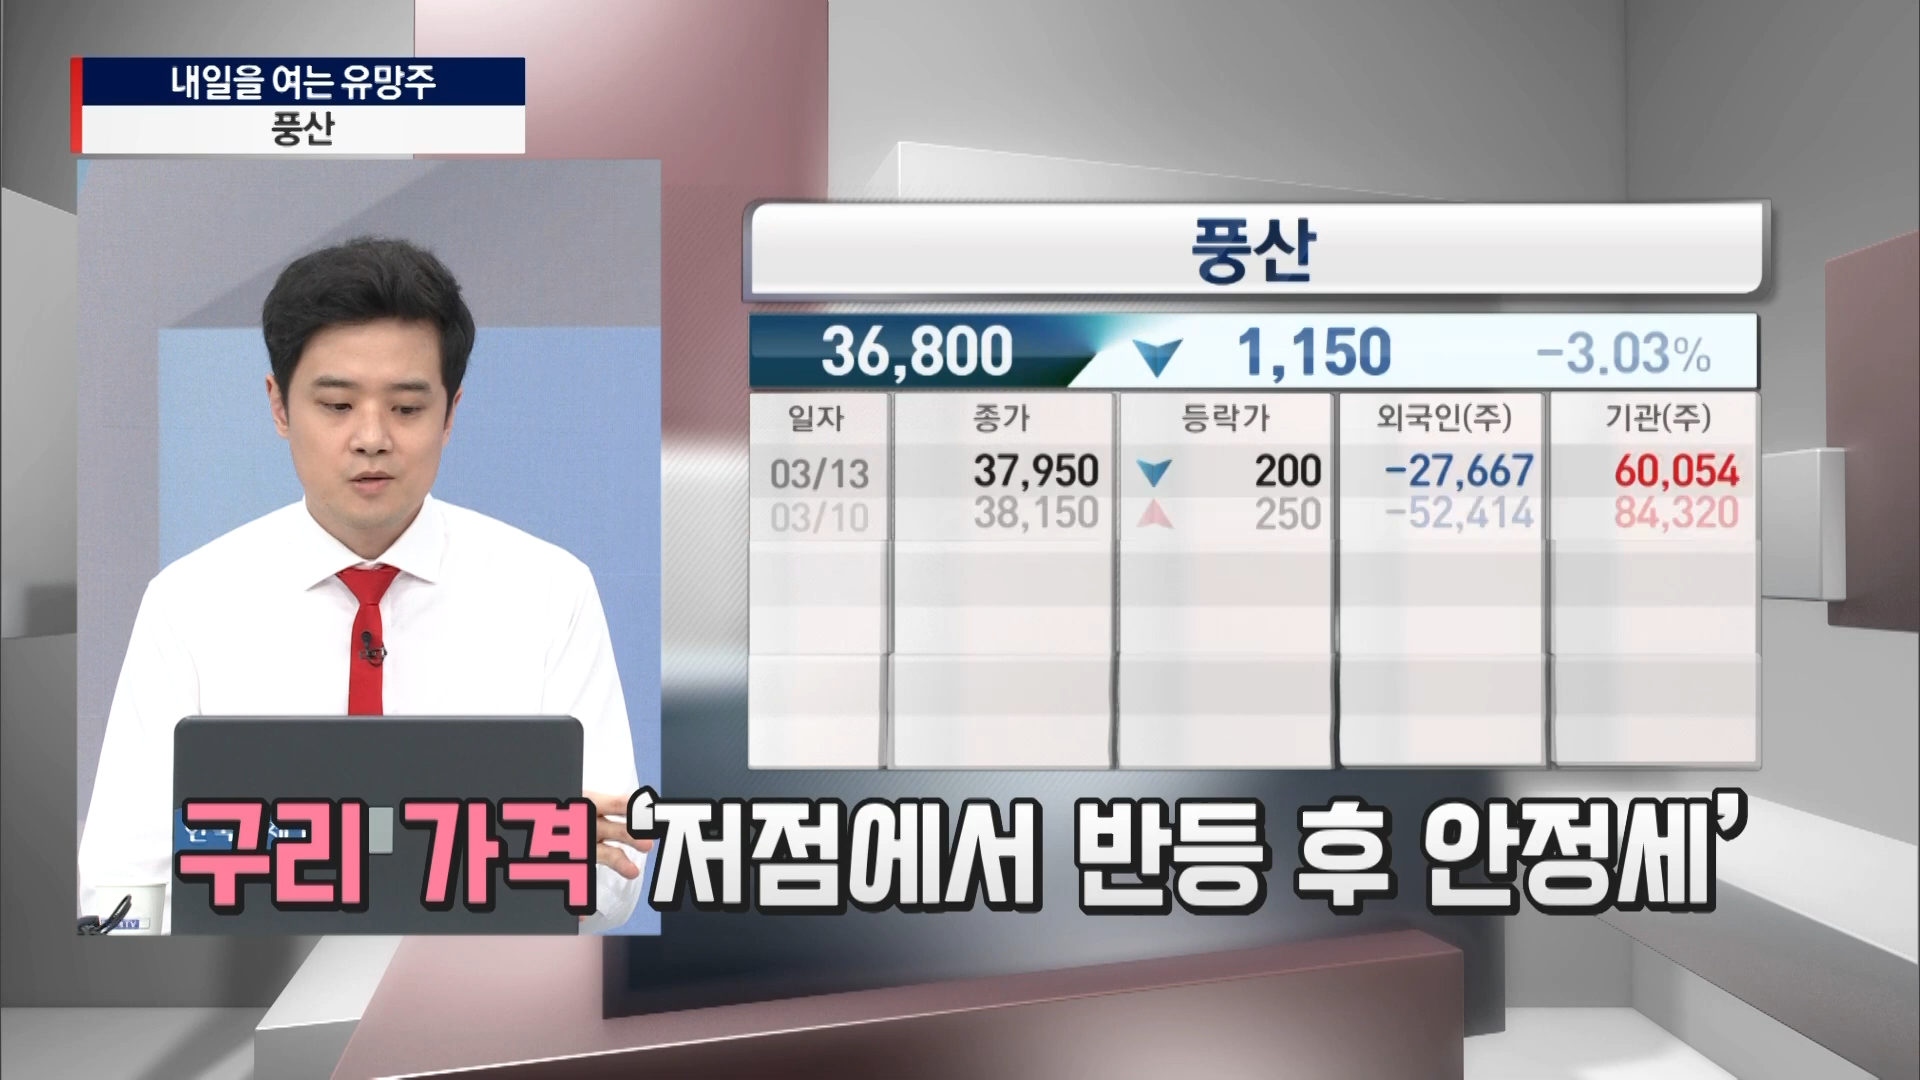 내일을 여는 유망주
풍산
풍산
36,800 ▼ 1,150 -3.03%
일자 종가 등락가 외국인(주) 기관(주)
03/13 37,950 ▼ 200 -27,667 60,054
03/10 38,150 ▲ 250 -52,414 84,320
구리 가격 ‘저점에서 반등 후 안정세’